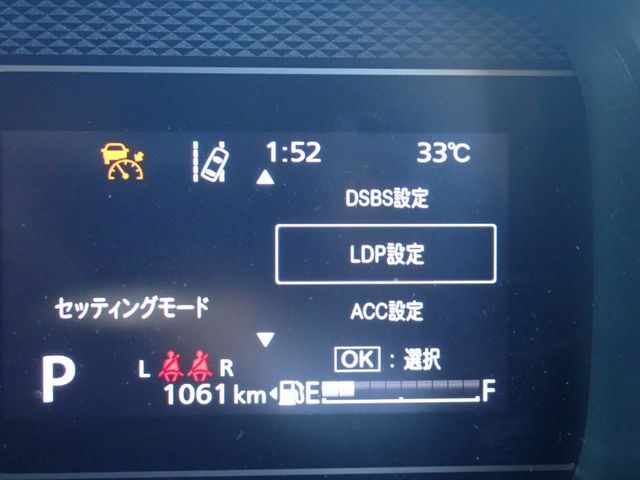 1:52 33℃
DSBS設定
LDP設定
セッティングモード
ACC設定
OK : 選択
P
L R
1061 km
E F